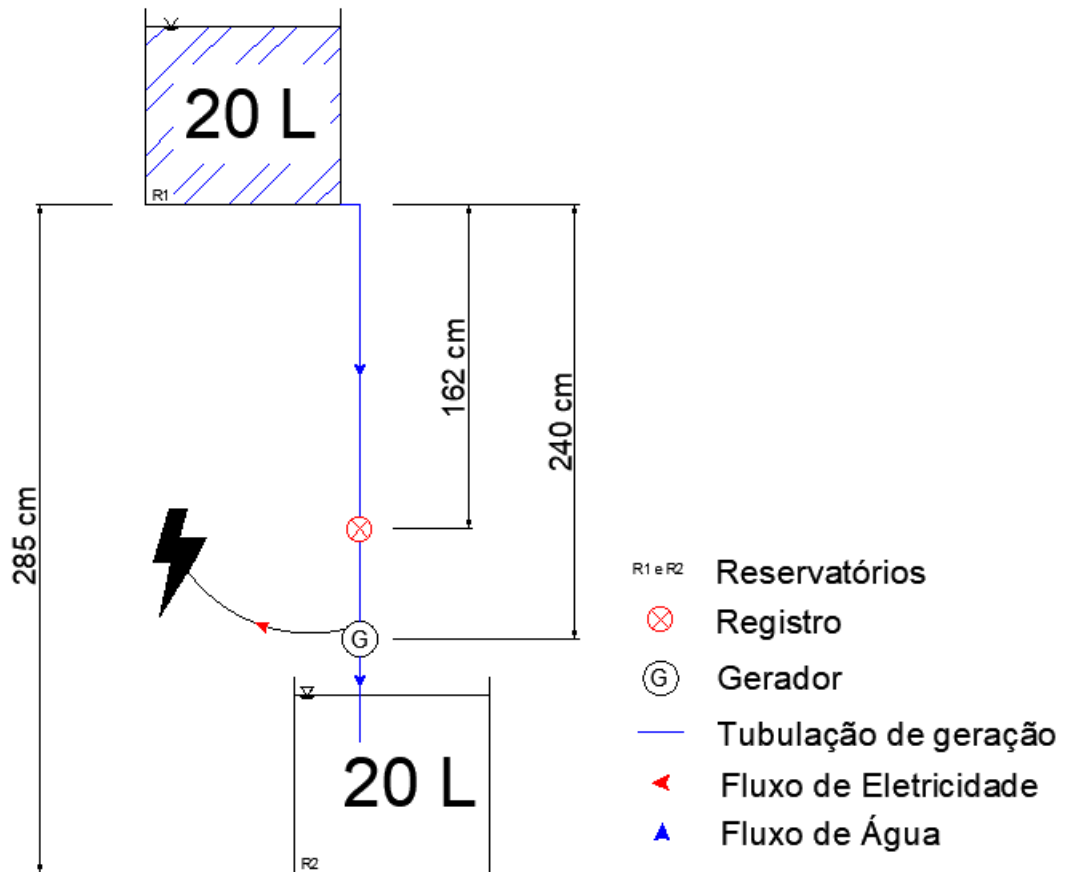 20 L
R1
162 cm
240 cm
285 cm
G
20 L
R2
R1 e R2 Reservatórios
Registro
G Gerador
Tubulação de geração
Fluxo de Eletricidade
Fluxo de Água